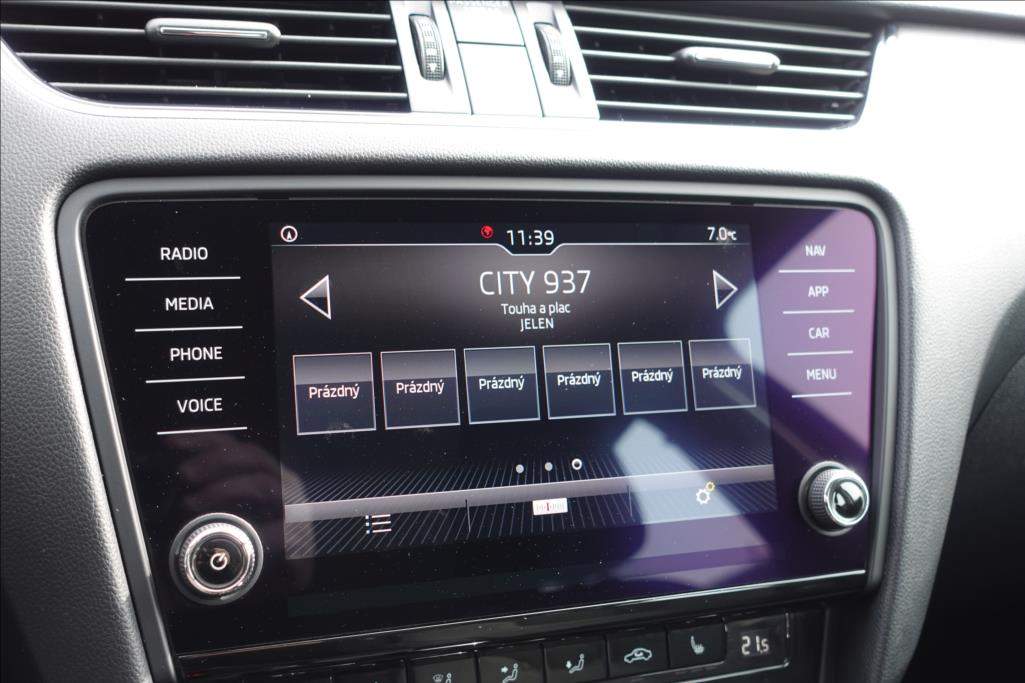 11:39
7.0°C
RADIO
MEDIA
PHONE
VOICE
CITY 937
Touha a plac
JELEN
Prázdný
Prázdný
Prázdný
Prázdný
Prázdný
Prázdný
NAV
APP
CAR
MENU
21.5